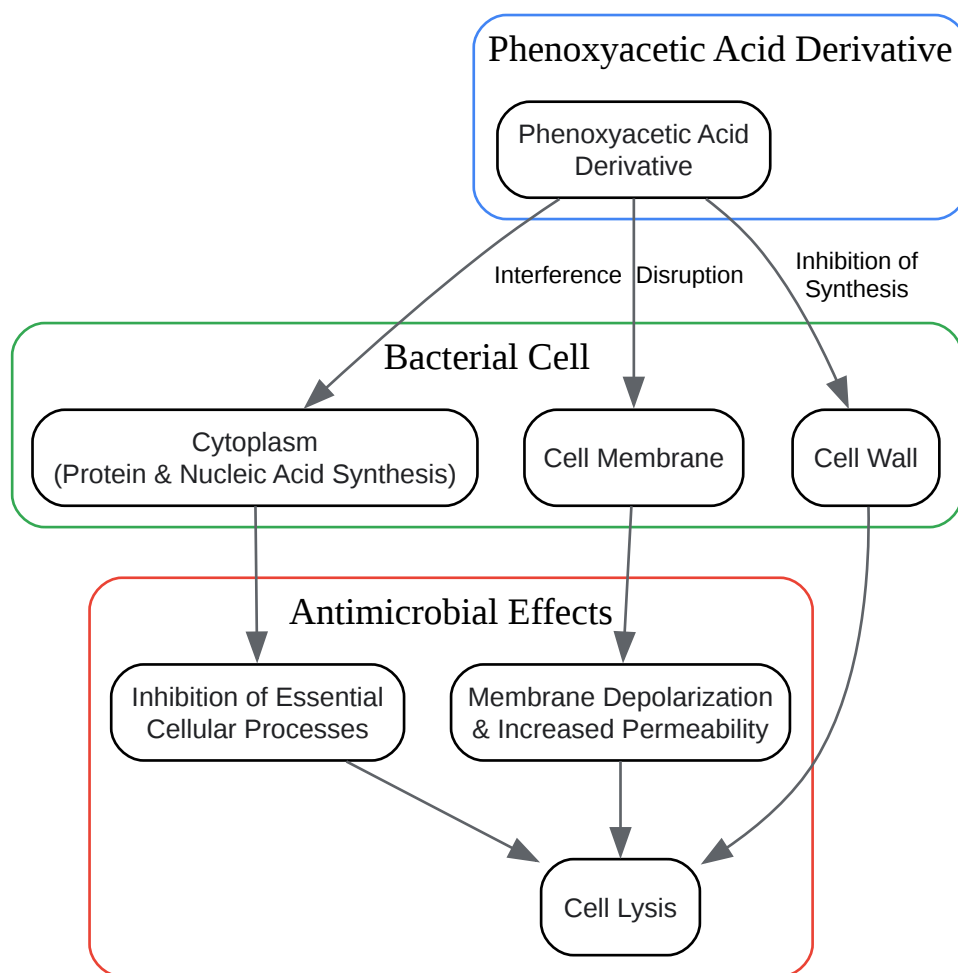 Phenoxyacetic Acid Derivative
Phenoxyacetic Acid
Derivative
Interference
Disruption
Inhibition of
Synthesis
Bacterial Cell
Cytoplasm
(Protein & Nucleic Acid Synthesis)
Cell Membrane
Cell Wall
Antimicrobial Effects
Inhibition of Essential
Cellular Processes
Membrane Depolarization
& Increased Permeability
Cell Lysis